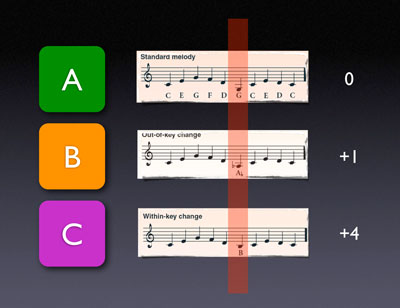 A
Standard melody
C E G F D G C E D C
0
B
Out-of-key change
A♭
+1
C
Within-key change
B
+4